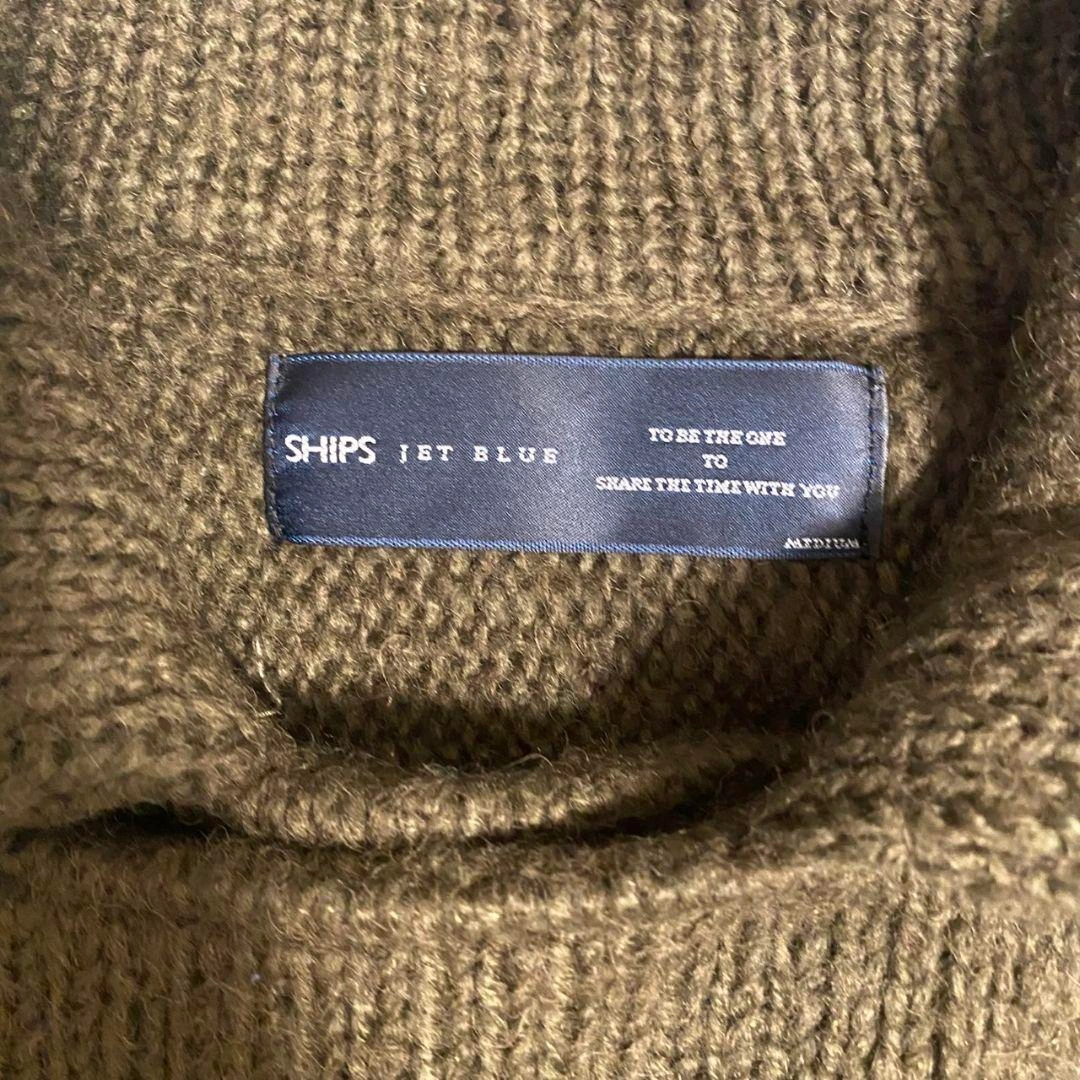 SHIPS JET BLUE
TO BE THE ONE
TO
SHARE THE TIME WITH YOU
MEDIUM